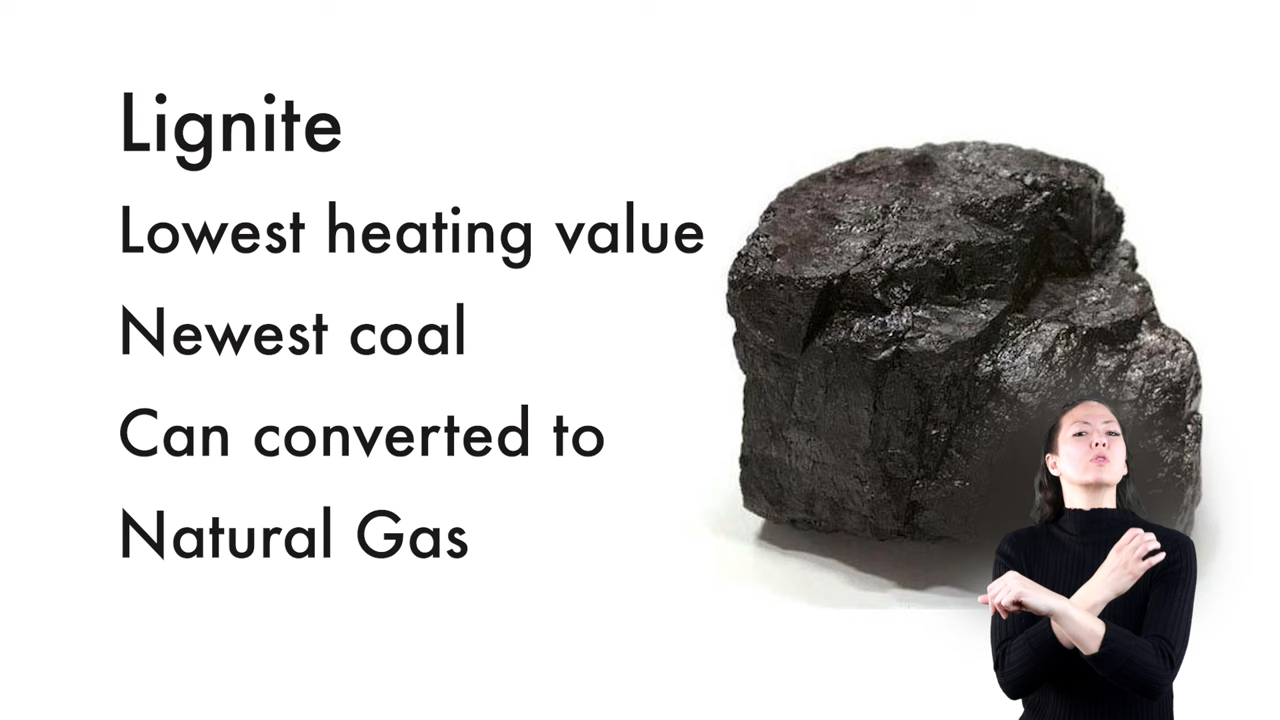 Lignite
Lowest heating value
Newest coal
Can converted to
Natural Gas